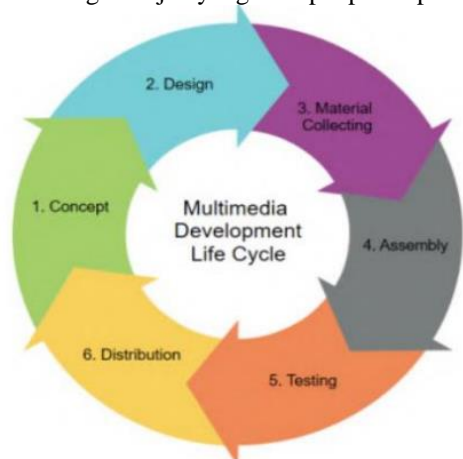 2. Design
3. Material
Collecting
1. Concept
Multimedia
Development
Life Cycle
4. Assembly
6. Distribution
5. Testing